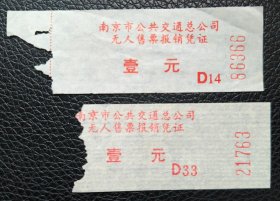 南京市公共交通总公司
无人售票报销凭证
壹元
D14
86366
南京市公共交通总公司
无人售票报销凭证
壹元
D33
21763